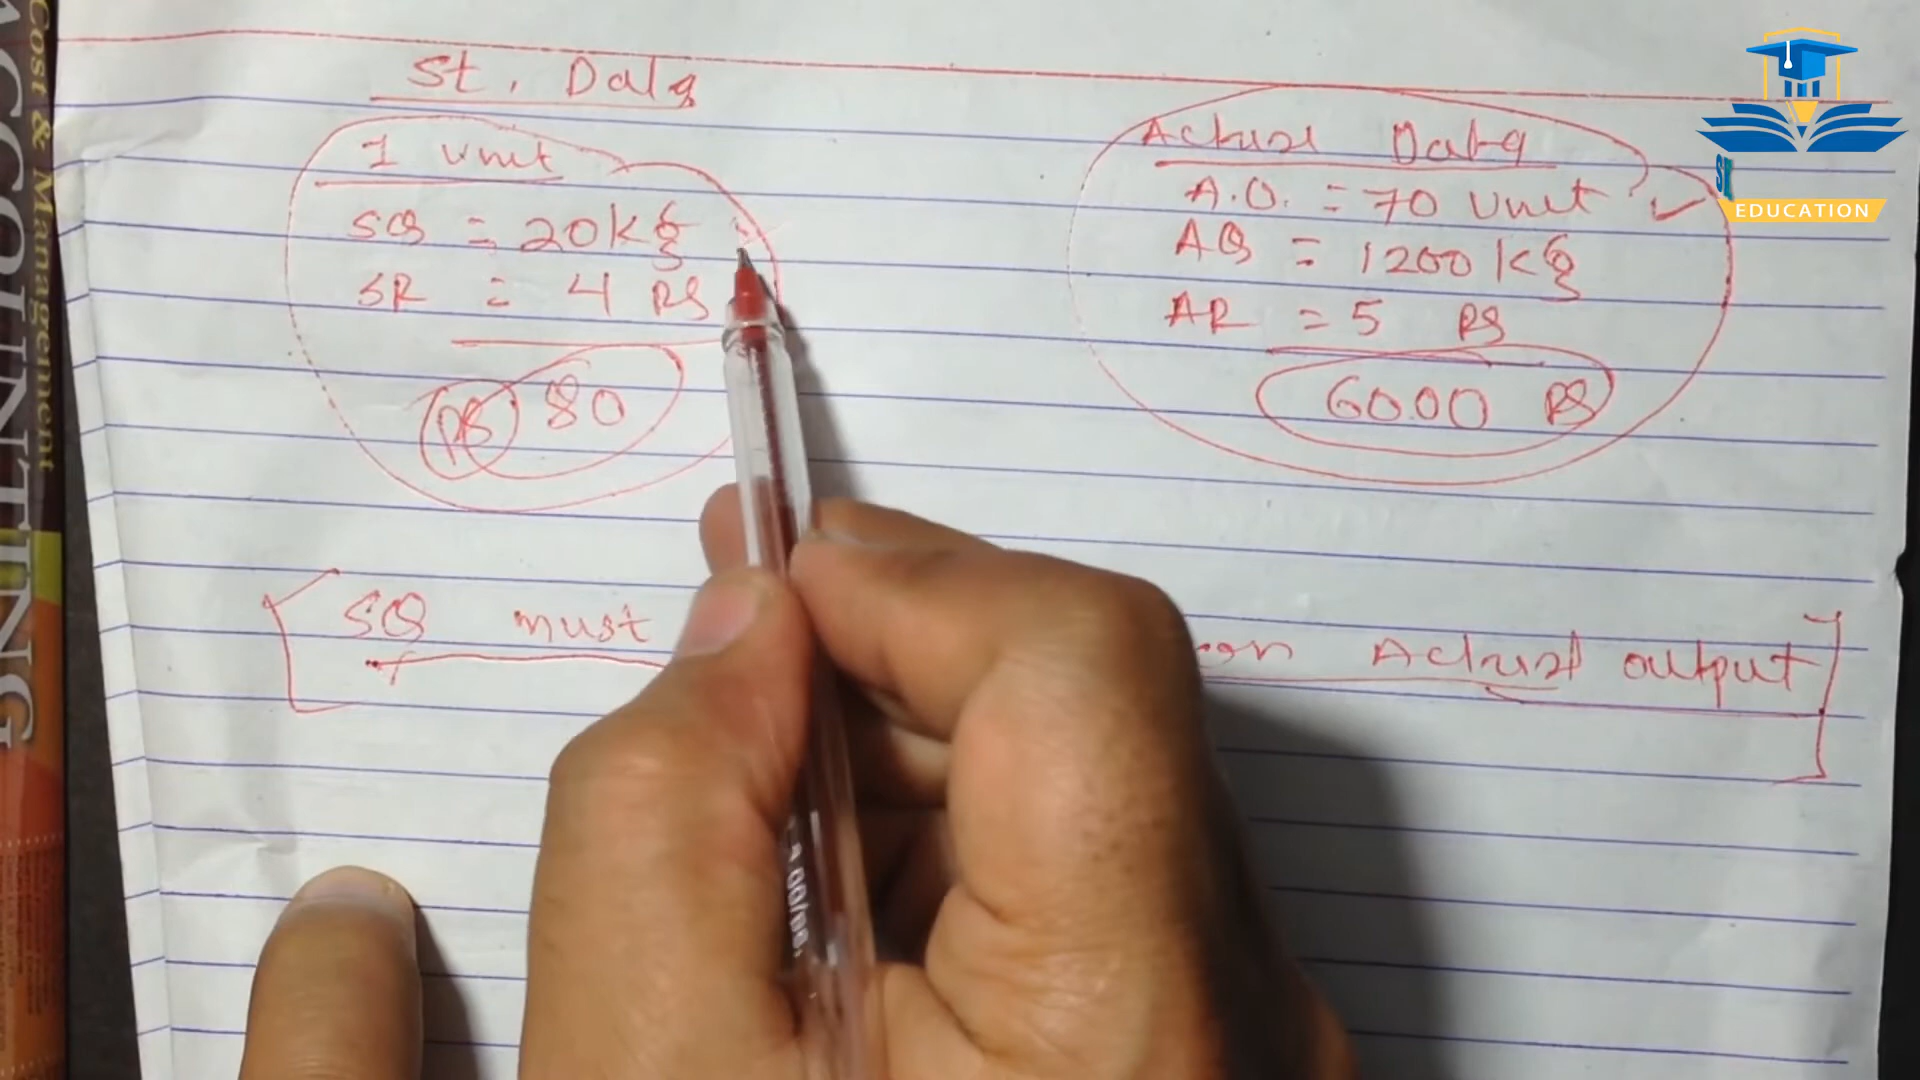 St. Data
1 unit
SQ = 20 kg
SR = 4 RS
RS 80
Actual Data
A.O. = 70 unit
AQ = 1200 kg
AR = 5 RS
6000 RS
SQ must
on Actual output
Cost & Management
ACCOUNTING
EDUCATION